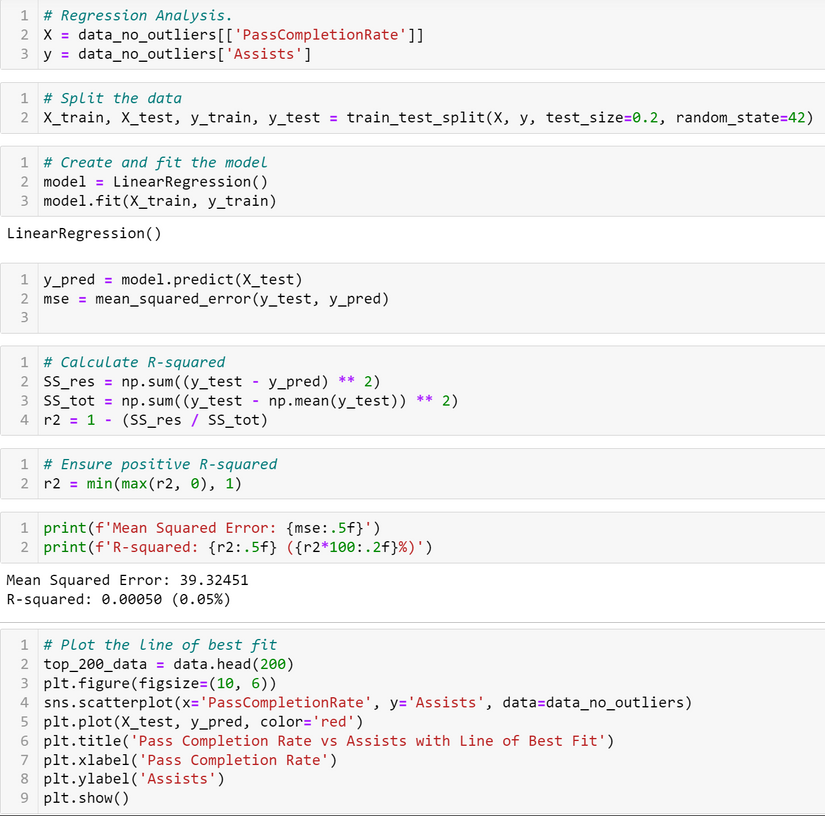 1 # Regression Analysis.
2 X = data_no_outliers[['PassCompletionRate']]
3 y = data_no_outliers['Assists']
1 # Split the data
2 X_train, X_test, y_train, y_test = train_test_split(X, y, test_size=0.2, random_state=42)
1 # Create and fit the model
2 model = LinearRegression()
3 model.fit(X_train, y_train)
LinearRegression()
1 y_pred = model.predict(X_test)
2 mse = mean_squared_error(y_test, y_pred)
3
1 # Calculate R-squared
2 SS_res = np.sum((y_test - y_pred) ** 2)
3 SS_tot = np.sum((y_test - np.mean(y_test)) ** 2)
4 r2 = 1 - (SS_res / SS_tot)
1 # Ensure positive R-squared
2 r2 = min(max(r2, 0), 1)
1 print(f'Mean Squared Error: {mse:.5f}')
2 print(f'R-squared: {r2:.5f} ({r2*100:.2f}%)')
Mean Squared Error: 39.32451
R-squared: 0.00050 (0.05%)
1 # Plot the line of best fit
2 top_200_data = data.head(200)
3 plt.figure(figsize=(10, 6))
4 sns.scatterplot(x='PassCompletionRate', y='Assists', data=data_no_outliers)
5 plt.plot(X_test, y_pred, color='red')
6 plt.title('Pass Completion Rate vs Assists with Line of Best Fit')
7 plt.xlabel('Pass Completion Rate')
8 plt.ylabel('Assists')
9 plt.show()